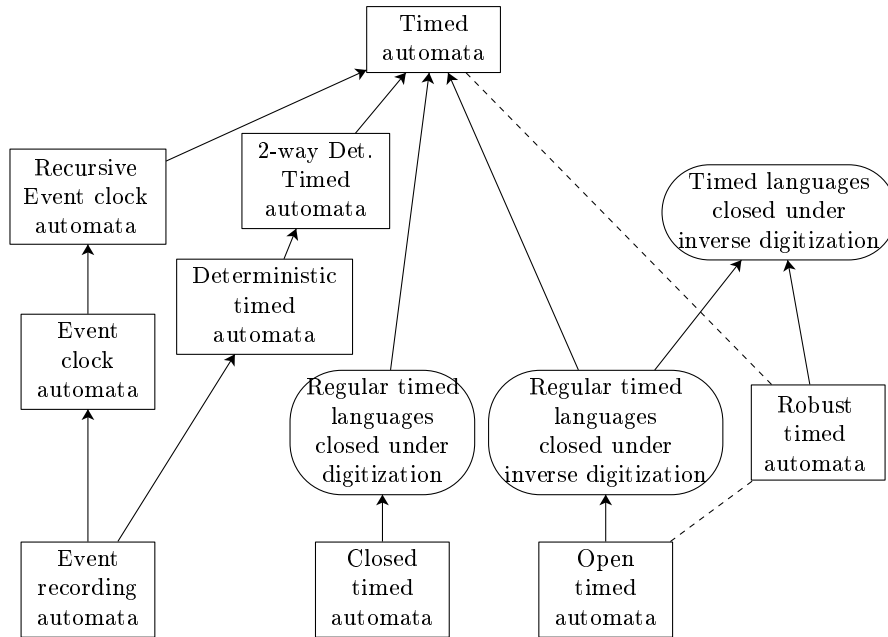 Timed
automata
2-way Det.
Timed
automata
Recursive
Event clock
automata
Timed languages
closed under
inverse digitization
Deterministic
timed
automata
Event
clock
automata
Regular timed
languages
closed under
digitization
Regular timed
languages
closed under
inverse digitization
Robust
timed
automata
Event
recording
automata
Closed
timed
automata
Open
timed
automata